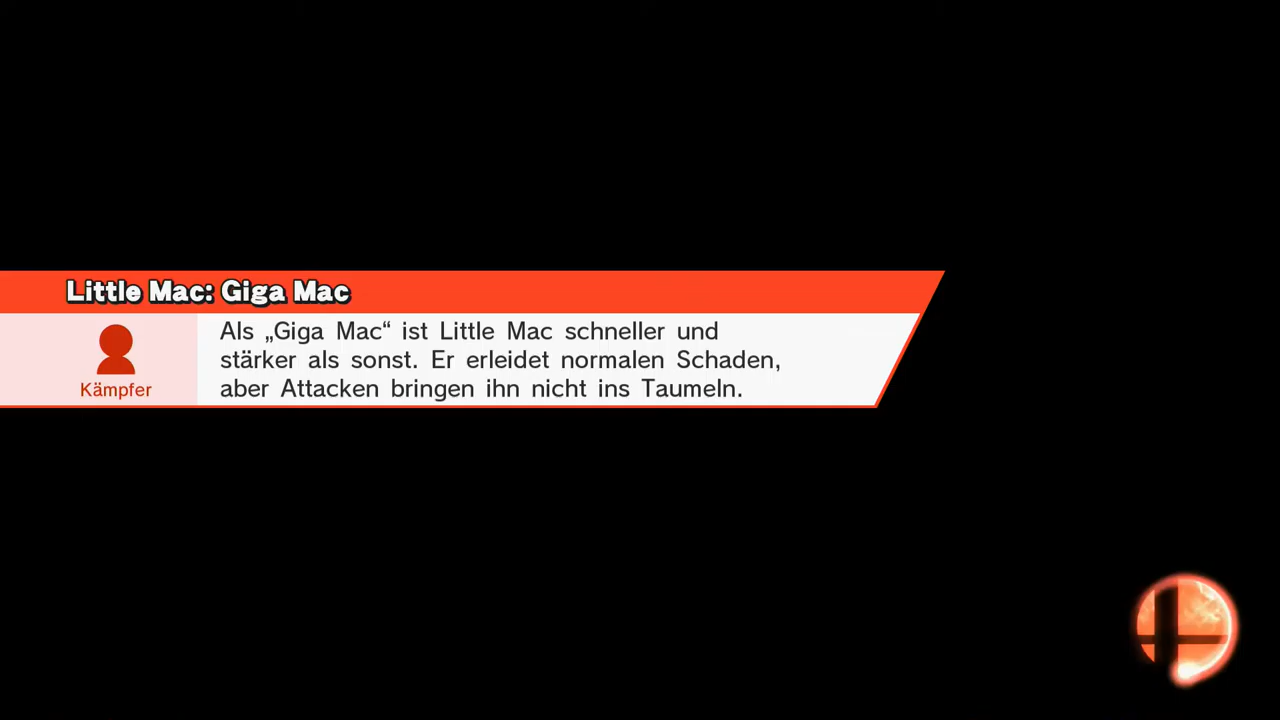 Little Mac: Giga Mac
Als „Giga Mac“ ist Little Mac schneller und
stärker als sonst. Er erleidet normalen Schaden,
aber Attacken bringen ihn nicht ins Taumeln.
Kämpfer